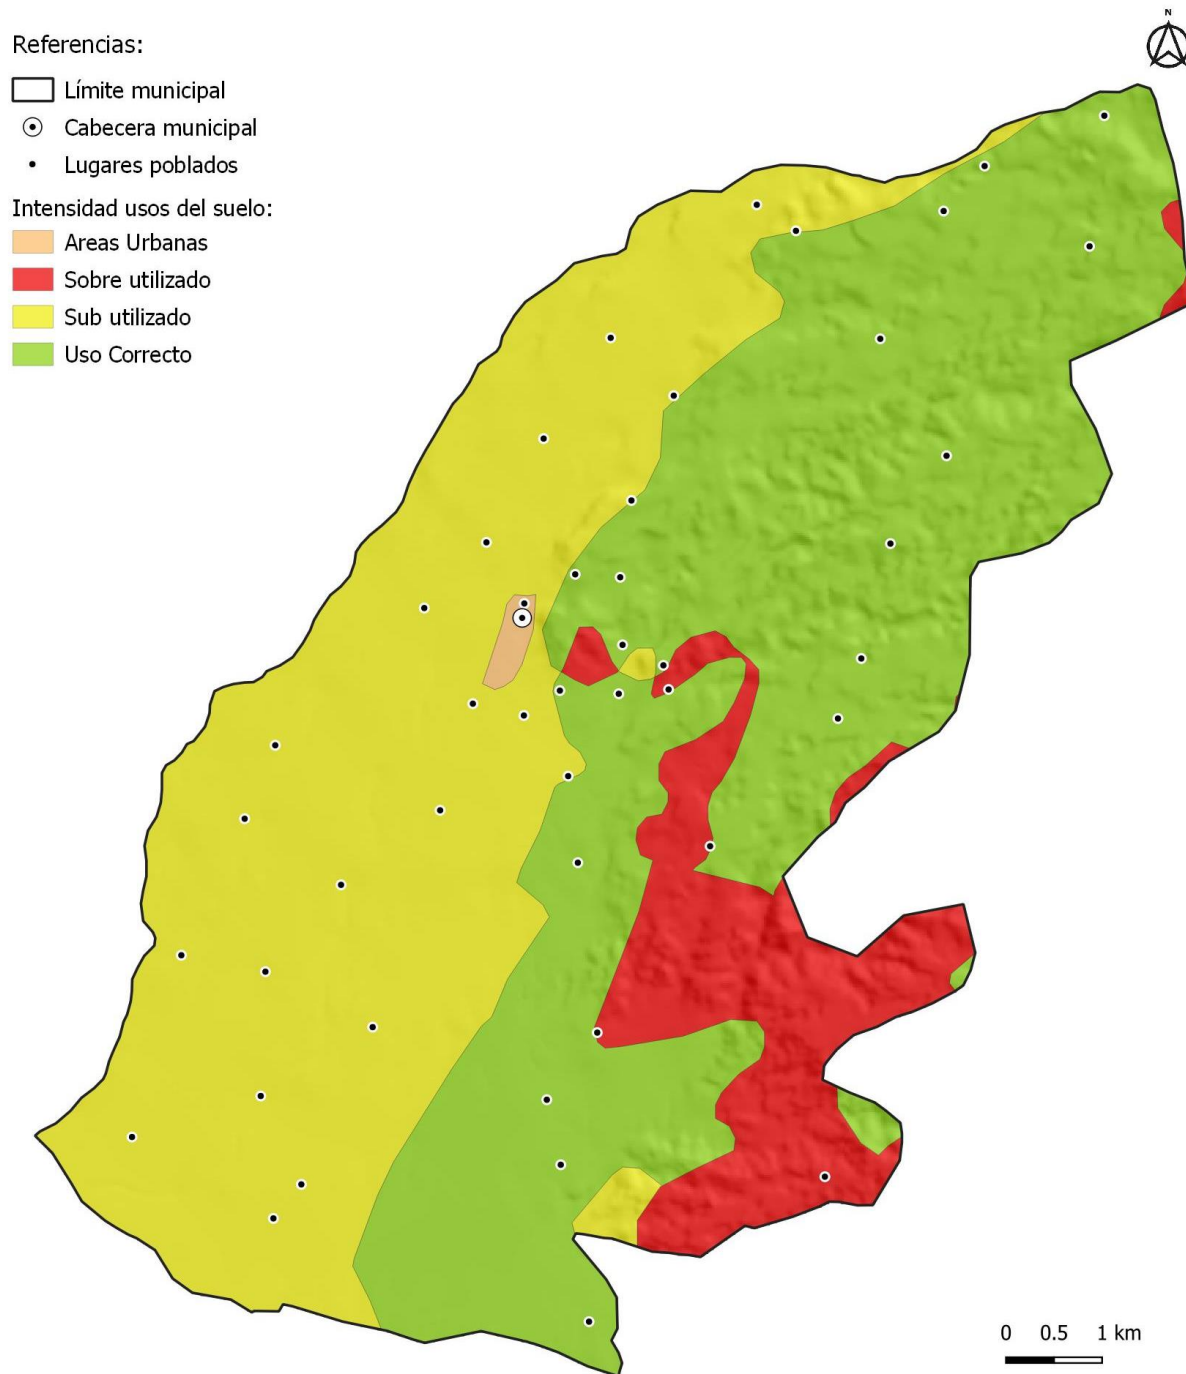 N
Referencias:
Límite municipal
Cabecera municipal
Lugares poblados
Intensidad usos del suelo:
Areas Urbanas
Sobre utilizado
Sub utilizado
Uso Correcto
0 0.5 1 km